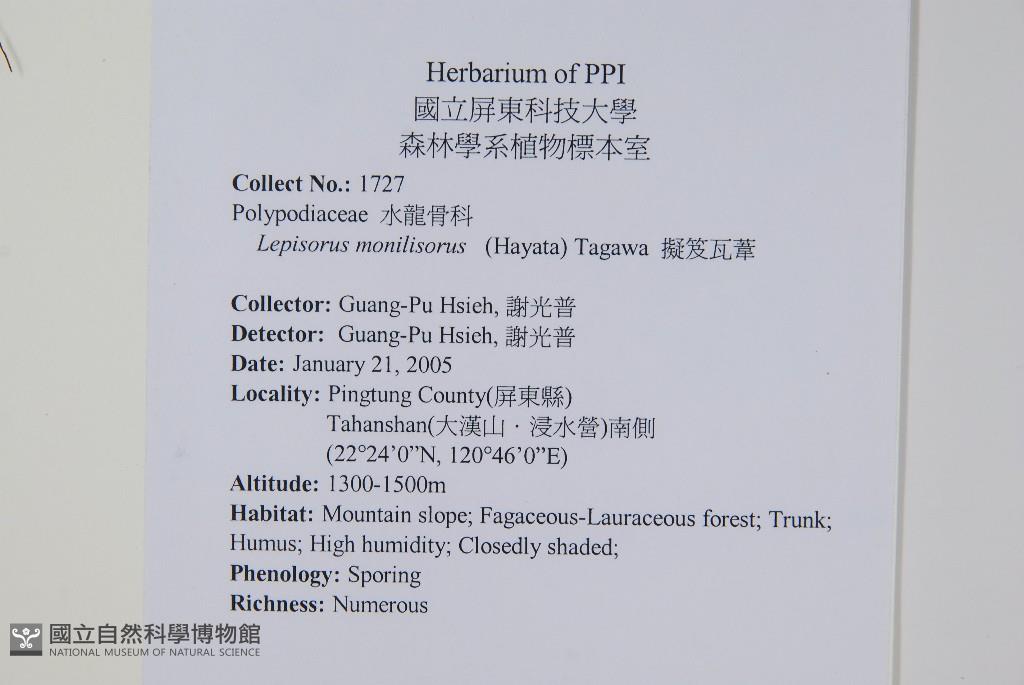 Herbarium of PPI
國立屏東科技大學
森林學系植物標本室
Collect No.: 1727
Polypodiaceae 水龍骨科
Lepisorus monilisorus (Hayata) Tagawa 擬笈瓦葦
Collector: Guang-Pu Hsieh, 謝光普
Detector: Guang-Pu Hsieh, 謝光普
Date: January 21, 2005
Locality: Pingtung County(屏東縣)
Tahanshan(大漢山．浸水營)南側
(22°24’0”N, 120°46’0”E)
Altitude: 1300-1500m
Habitat: Mountain slope; Fagaceous-Lauraceous forest; Trunk;
Humus; High humidity; Closedly shaded;
Phenology: Sporing
Richness: Numerous
國立自然科學博物館
NATIONAL MUSEUM OF NATURAL SCIENCE